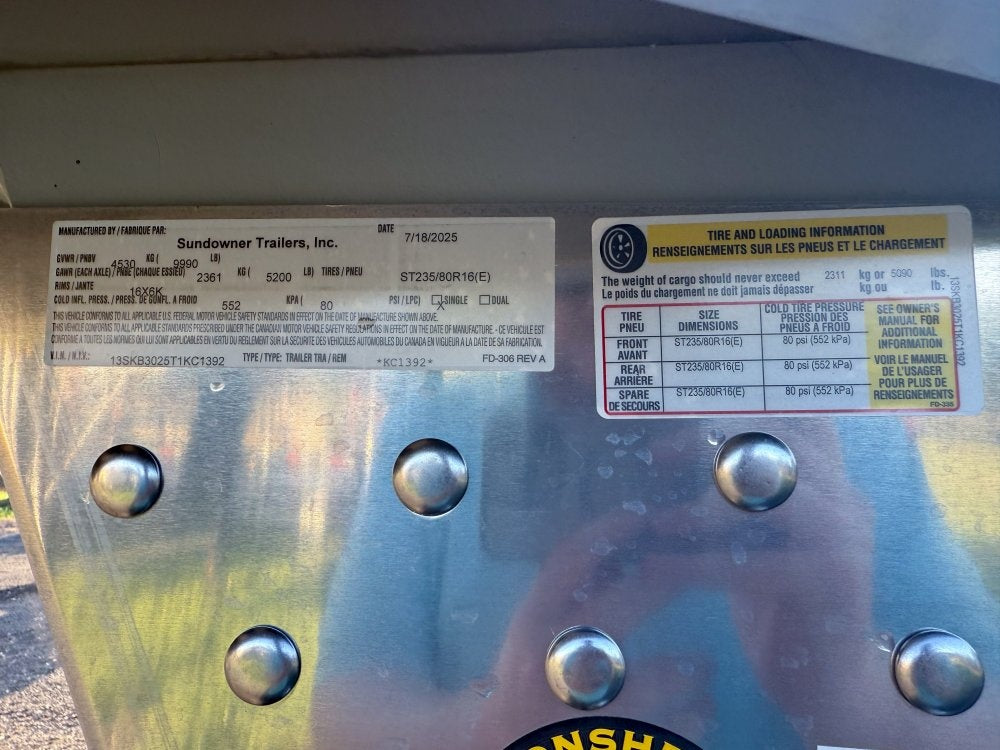 MANUFACTURED BY / FABRIQUE PAR:
DATE
Sundowner Trailers, Inc.
7/18/2025
GVWR / PNBV 4530 KG ( 9990 LB)
GAWR (EACH AXLE) / PNBE (CHAQUE ESSIEU) 2361 KG ( 5200 LB) TIRES / PNEU ST235/80R16(E)
RIMS / JANTE 16X6K
COLD INFL. PRESS. / PRESS. DE GUNFL. A FROID 552 KPA ( 80 PSI / LPC) X SINGLE DUAL
THIS VEHICLE CONFORMS TO ALL APPLICABLE U.S. FEDERAL MOTOR VEHICLE SAFETY STANDARDS IN EFFECT ON THE DATE OF MANUFACTURE SHOWN ABOVE.
THIS VEHICLE CONFORMS TO ALL APPLICABLE STANDARDS PRESCRIBED UNDER THE CANADIAN MOTOR VEHICLE SAFETY REGULATIONS IN EFFECT ON THE DATE OF MANUFACTURE - CE VEHICULE EST
CONFORME A TOUTES LES NORMES QUI LUI SONT APPLICABLES EN VERTU DU REGLEMENT SUR LA SECURITE DES VEHICULES AUTOMOBILES DU CANADA EN VIGUEUR A LA DATE DE SA FABRICATION.
V.I.N. / N.I.V.: 13SKB3025T1KC1392 TYPE / TYPE: TRAILER TRA / REM *KC1392* FD-306 REV A
TIRE AND LOADING INFORMATION
RENSEIGNEMENTS SUR LES PNEUS ET LE CHARGEMENT
The weight of cargo should never exceed 2311 kg or 5090 lbs.
Le poids du chargement ne doit jamais dépasser kg ou lb.
TIRE
PNEU
SIZE
DIMENSIONS
COLD TIRE PRESSURE
PRESSION DES
PNEUS A FROID
SEE OWNER'S
MANUAL FOR
ADDITIONAL
INFORMATION
VOIR LE MANUEL
DE L'USAGER
POUR PLUS DE
RENSEIGNEMENTS
FRONT
AVANT
ST235/80R16(E)
80 psi (552 kPa)
REAR
ARRIÈRE
ST235/80R16(E)
80 psi (552 kPa)
SPARE
DE SECOURS
ST235/80R16(E)
80 psi (552 kPa)
FD-335
13SKB3025T1KC1392
ONSH